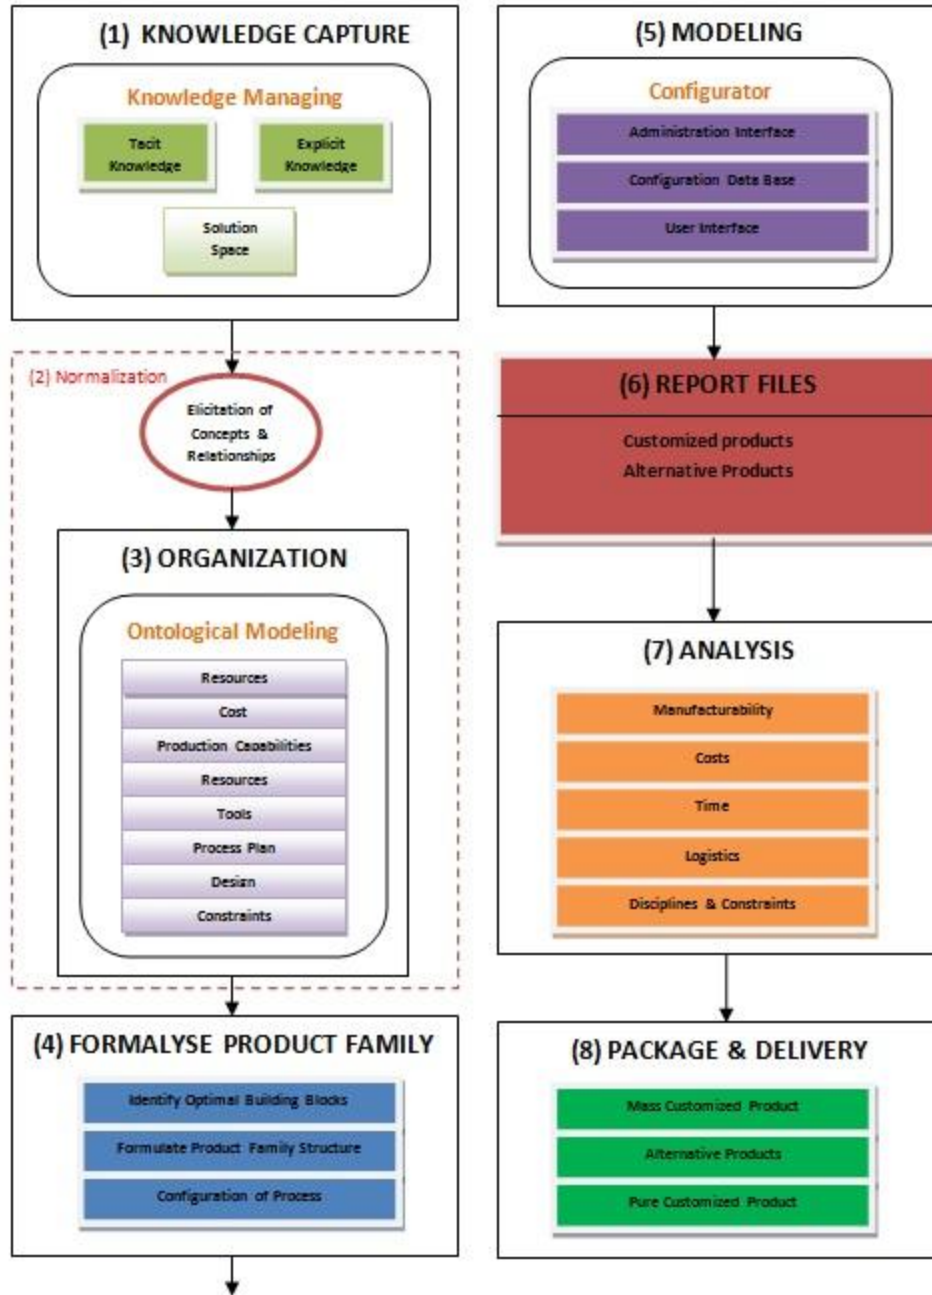 (1) KNOWLEDGE CAPTURE
Knowledge Managing
Tacit
Knowledge
Explicit
Knowledge
Solution
Space
(2) Normalization
Elicitation of
Concepts &
Relationships
(3) ORGANIZATION
Ontological Modeling
Resources
Cost
Production Capabilities
Resources
Tools
Process Plan
Design
Constraints
(4) FORMALYSE PRODUCT FAMILY
Identify Optimal Building Blocks
Formulate Product Family Structure
Configuration of Process
(5) MODELING
Configurator
Administration Interface
Configuration Data Base
User Interface
(6) REPORT FILES
Customized products
Alternative Products
(7) ANALYSIS
Manufacturability
Costs
Time
Logistics
Disciplines & Constraints
(8) PACKAGE & DELIVERY
Mass Customized Product
Alternative Products
Pure Customized Product